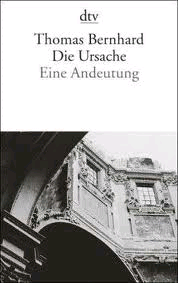 dtv
Thomas Bernhard
Die Ursache
Eine Andeutung